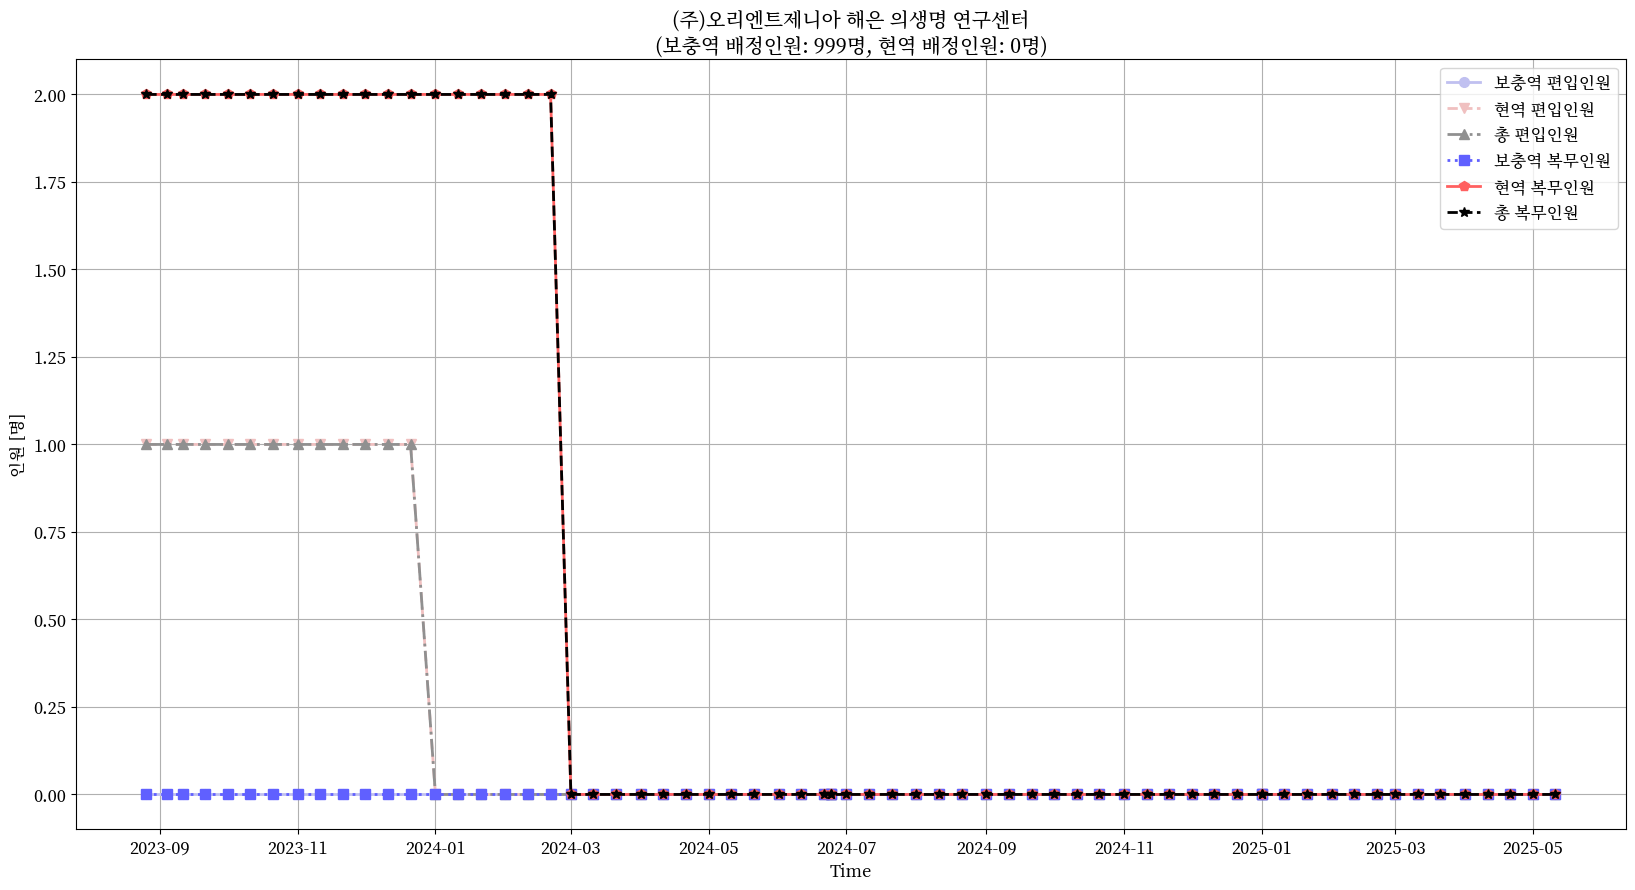 (주)오리엔트제니아 해은 의생명 연구센터
(보충역 배정인원: 999명, 현역 배정인원: 0명)
보충역 편입인원
현역 편입인원
총 편입인원
보충역 복무인원
현역 복무인원
총 복무인원
인원 [명]
2.00
1.75
1.50
1.25
1.00
0.75
0.50
0.25
0.00
2023-09 2023-11 2024-01 2024-03 2024-05 2024-07 2024-09 2024-11 2025-01 2025-03 2025-05
Time